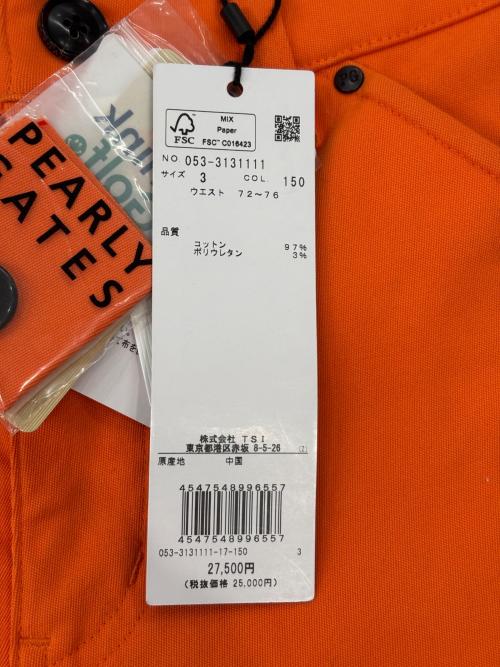 PG
MIX
Paper
FSC
FSC™ C016423
NO 053-3131111
サイズ 3 COL. 150
ウエスト 72〜76
品質
コットン 97%
ポリウレタン 3%
株式会社 TSI
東京都港区赤坂 8-5-26 (Z)
原産地 中国
4547548996557
4547548996557
053-3131111-17-150 3
27,500円
(税抜価格 25,000円)
PEARLY
GATES